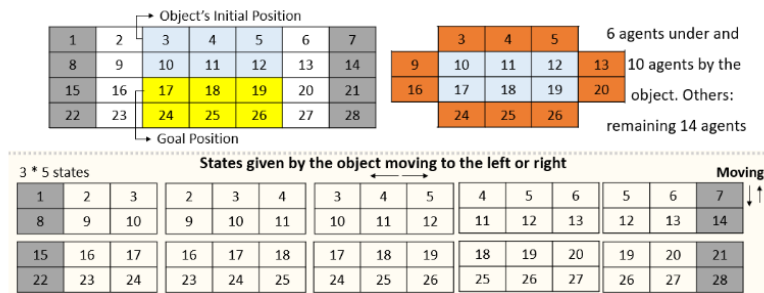 Object's Initial Position
1 2 3 4 5 6 7
8 9 10 11 12 13 14
15 16 17 18 19 20 21
22 23 24 25 26 27 28
Goal Position
3 4 5
9 10 11 12 13
16 17 18 19 20
24 25 26
6 agents under and
10 agents by the
object. Others:
remaining 14 agents
3 * 5 states
States given by the object moving to the left or right
Moving
1 2 3 2 3 4 3 4 5 4 5 6 5 6 7
8 9 10 9 10 11 10 11 12 11 12 13 12 13 14
15 16 17 16 17 18 17 18 19 18 19 20 19 20 21
22 23 24 23 24 25 24 25 26 25 26 27 26 27 28